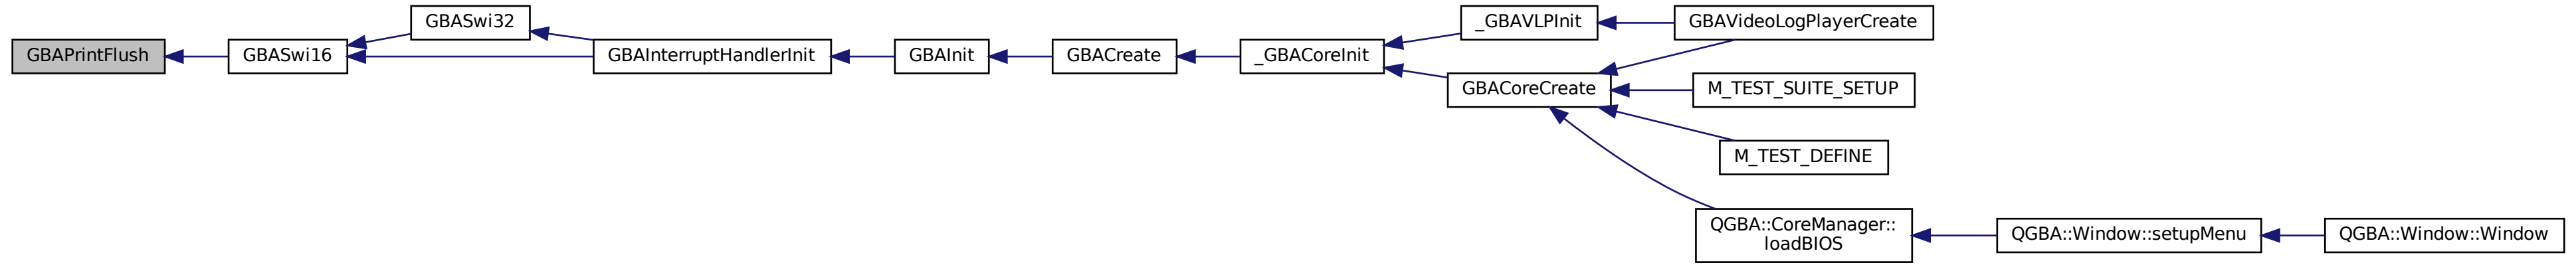 GBAPrintFlush
GBASwi16
GBASwi32
GBAInterruptHandlerInit
GBAInit
GBACreate
_GBACoreInit
_GBAVLPInit
GBAVideoLogPlayerCreate
GBACoreCreate
M_TEST_SUITE_SETUP
M_TEST_DEFINE
QGBA::CoreManager::
loadBIOS
QGBA::Window::setupMenu
QGBA::Window::Window